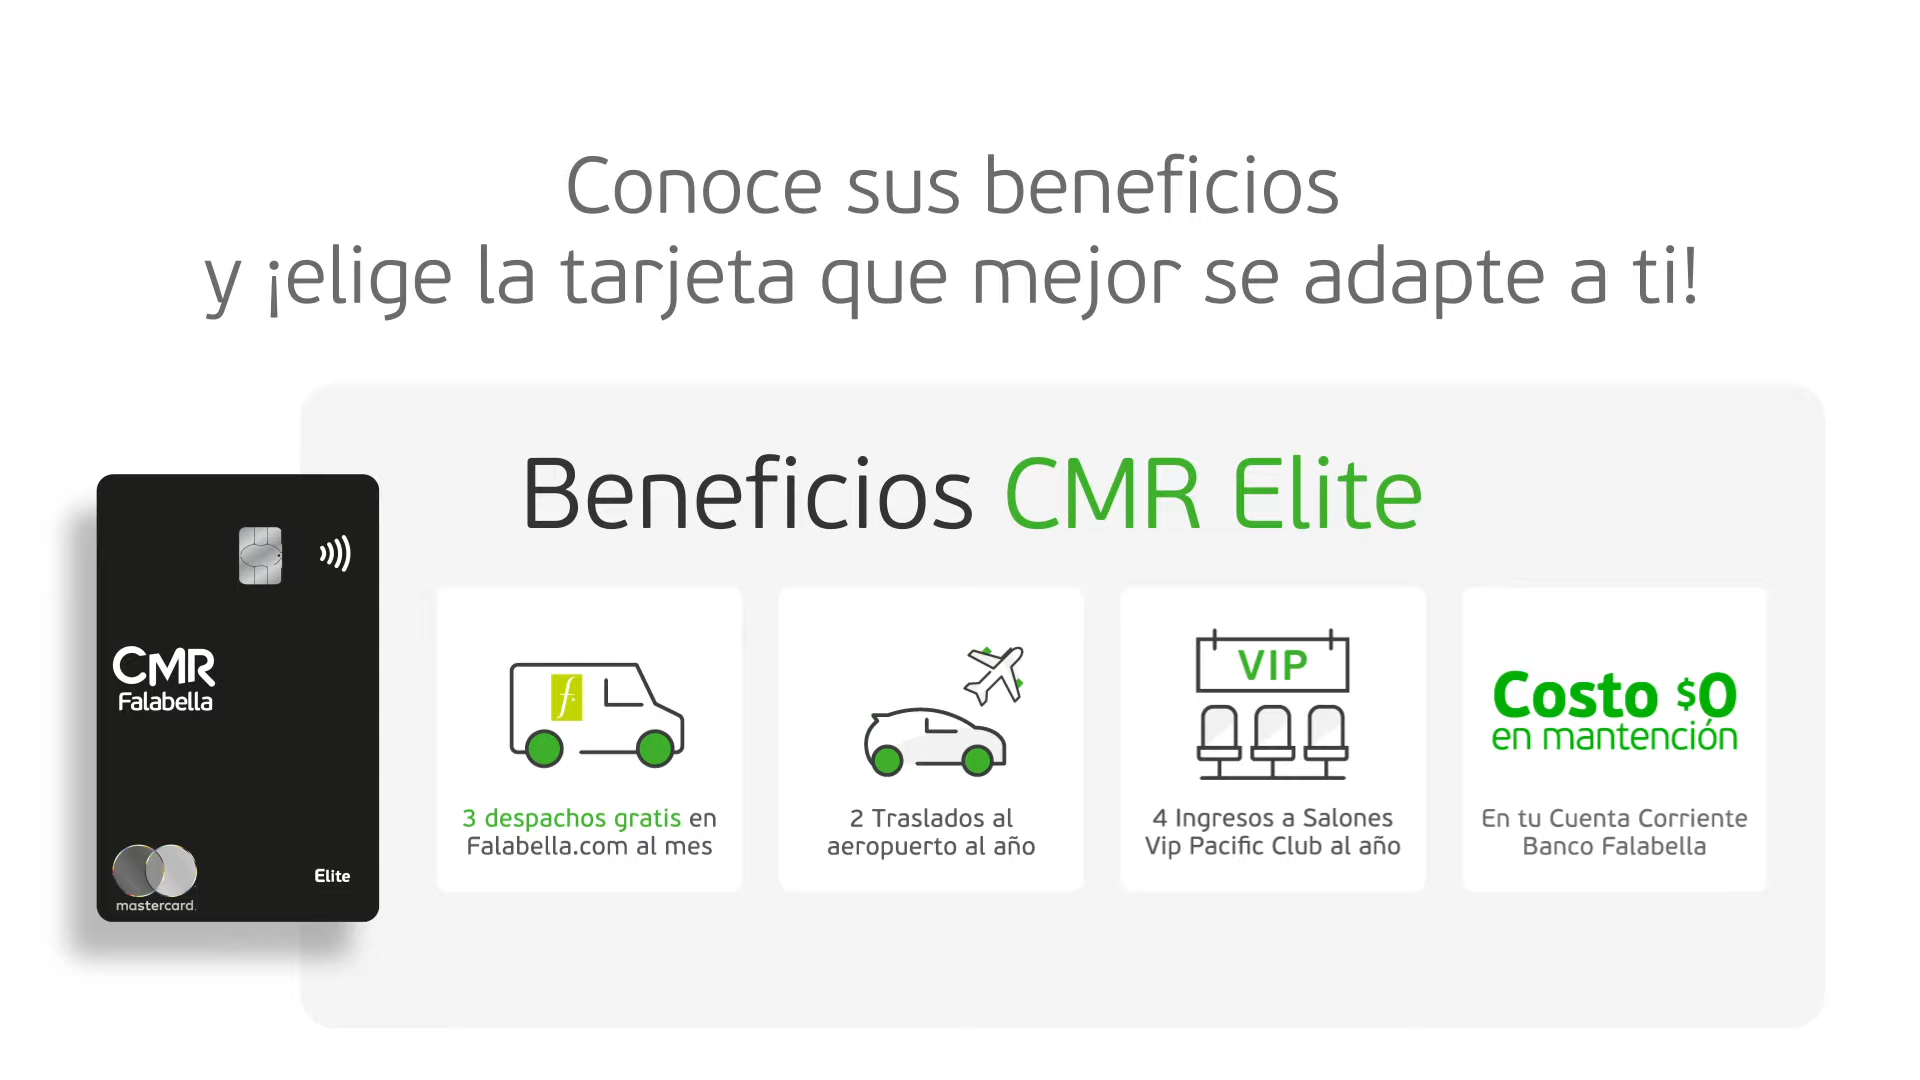 Conoce sus beneficios
y ¡elige la tarjeta que mejor se adapte a ti!
Beneficios CMR Elite
CMR
Falabella
mastercard.
Elite
f.
3 despachos gratis en
Falabella.com al mes
2 Traslados al
aeropuerto al año
VIP
4 Ingresos a Salones
Vip Pacific Club al año
Costo $0
en mantención
En tu Cuenta Corriente
Banco Falabella